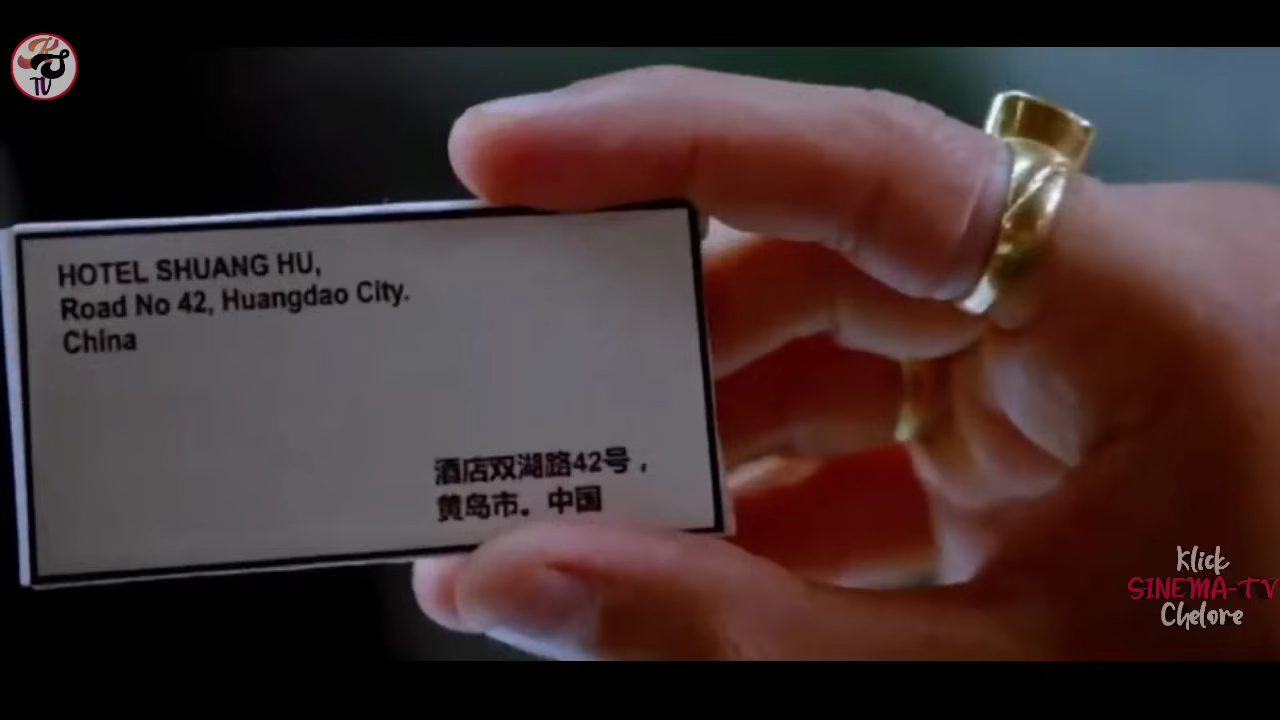 TV
HOTEL SHUANG HU,
Road No 42, Huangdao City.
China
酒店双湖路42号，
黄岛市。中国
Klick
SINEMA-TV
Chelore